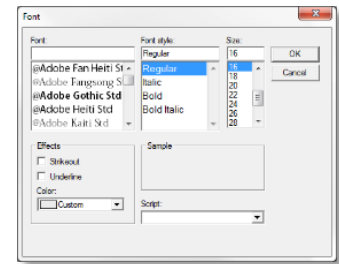 Font
Font: Font style: Size:
Regular 16 OK
@Adobe Fan Heiti St Regular 16 Cancel
@Adobe Fangsong S Italic 18
@Adobe Gothic Std Bold 20
@Adobe Heiti Std Bold Italic 22
@Adobe Kaiti Std 24
26
28
Effects Sample
Strikeout
Underline
Color:
Custom Script: